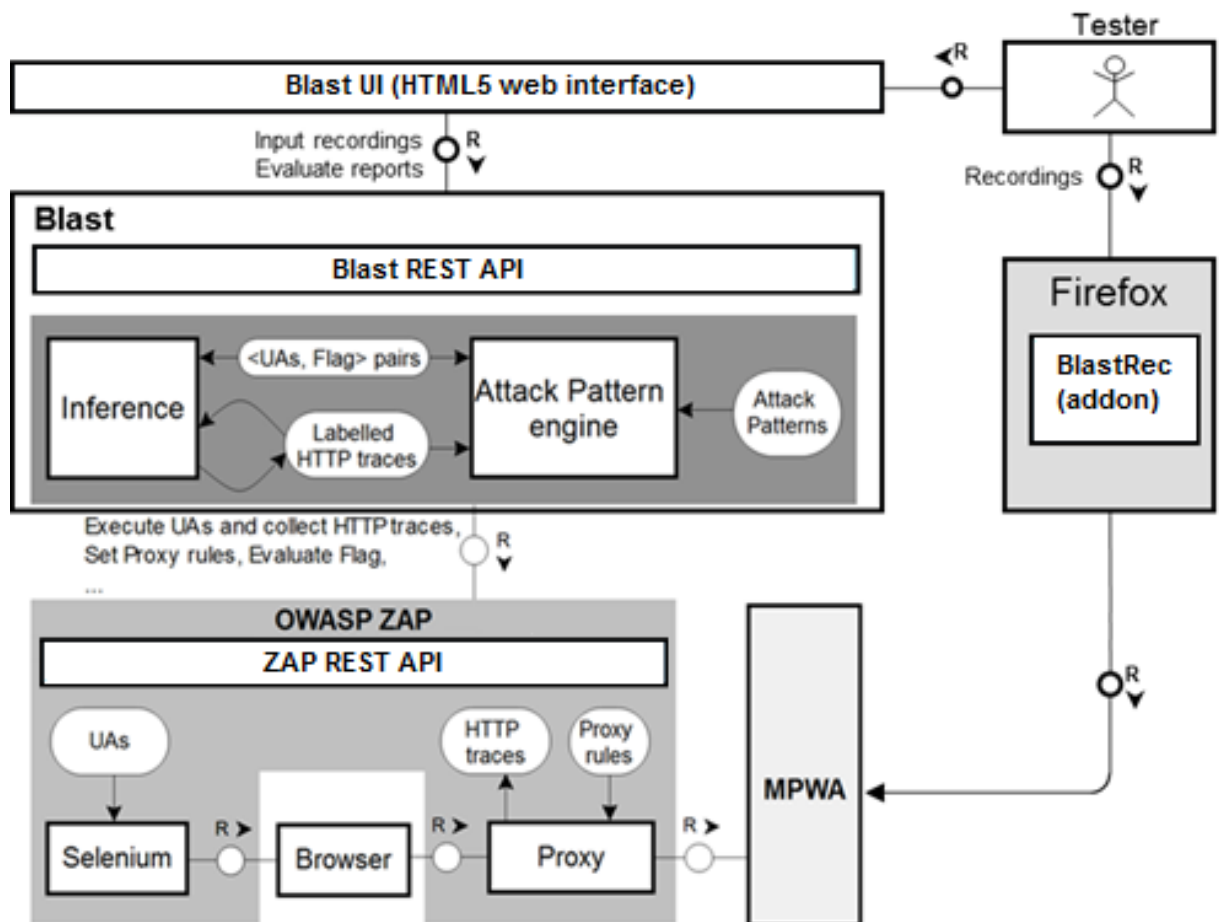 Tester
R
Blast UI (HTML5 web interface)
Input recordings
Evaluate reports
R
Recordings
R
Blast
Blast REST API
Firefox
BlastRec
(addon)
<UAs, Flag> pairs
Inference
Attack Pattern
engine
Labelled
HTTP traces
Attack
Patterns
Execute UAs and collect HTTP traces,
Set Proxy rules, Evaluate Flag,
...
R
OWASP ZAP
ZAP REST API
R
UAs
HTTP
traces
Proxy
rules
MPWA
Selenium
R
Browser
R
Proxy
R